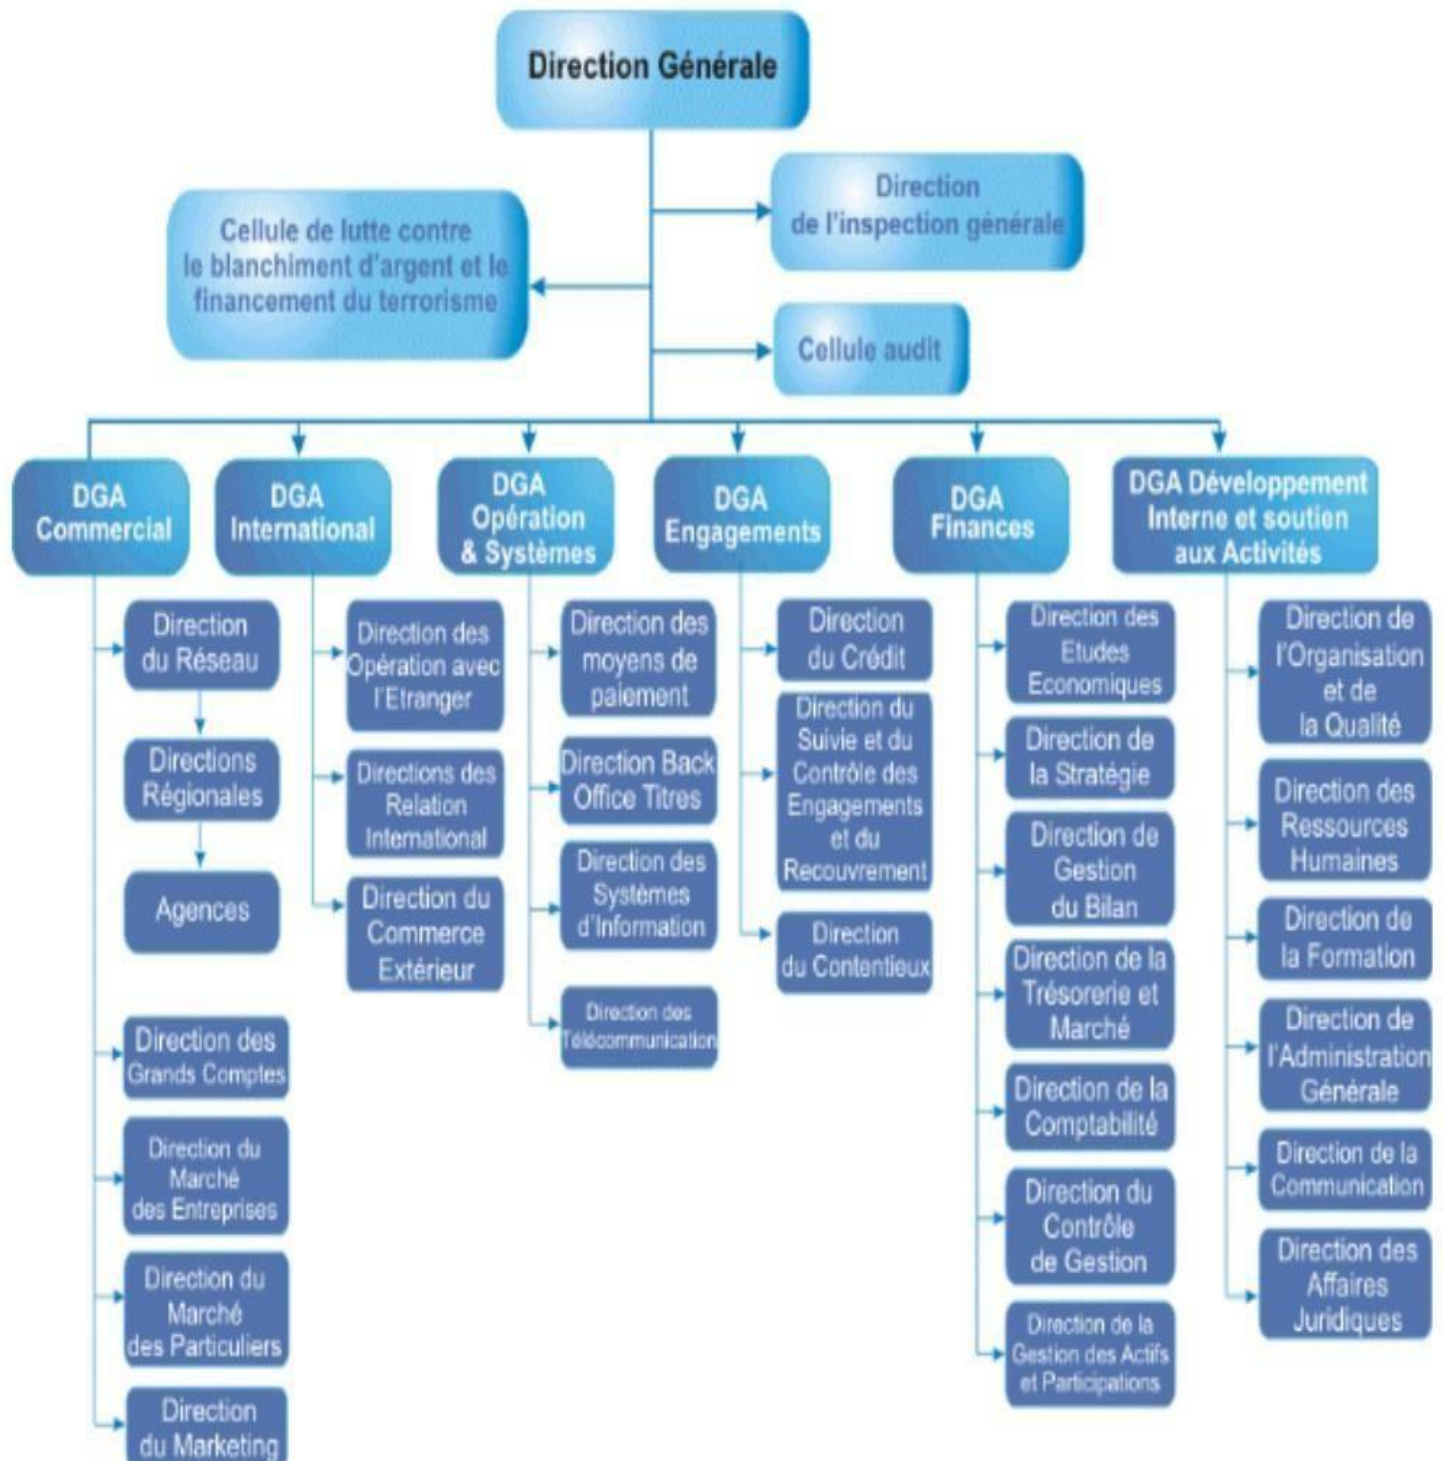 Direction Générale
Direction
de l'inspection générale
Cellule de lutte contre
le blanchiment d'argent et le
financement du terrorisme
Cellule audit
DGA
Commercial
DGA
International
DGA
Opération
& Systèmes
DGA
Engagements
DGA
Finances
DGA Développement
Interne et soutien
aux Activités
Direction
du Réseau
Directions
Régionales
Agences
Direction des
Grands Comptes
Direction du
Marché
des Entreprises
Direction du
Marché
des Particuliers
Direction
du Marketing
Direction des
Opération avec
l'Etranger
Directions des
Relation
International
Direction du
Commerce
Extérieur
Direction des
moyens de
paiement
Direction Back
Office Titres
Direction des
Systèmes
d'Information
Direction des
Télécommunication
Direction
du Crédit
Direction du
Suivie et du
Contrôle des
Engagements
et du
Recouvrement
Direction
du Contentieux
Direction des
Etudes
Economiques
Direction de
la Stratégie
Direction de
Gestion
du Bilan
Direction de la
Trésorerie et
Marché
Direction de la
Comptabilité
Direction du
Contrôle
de Gestion
Direction de la
Gestion des Actifs
et Participations
Direction de
l'Organisation
et de
la Qualité
Direction des
Ressources
Humaines
Direction de
la Formation
Direction de
l'Administration
Générale
Direction de la
Communication
Direction des
Affaires
Juridiques